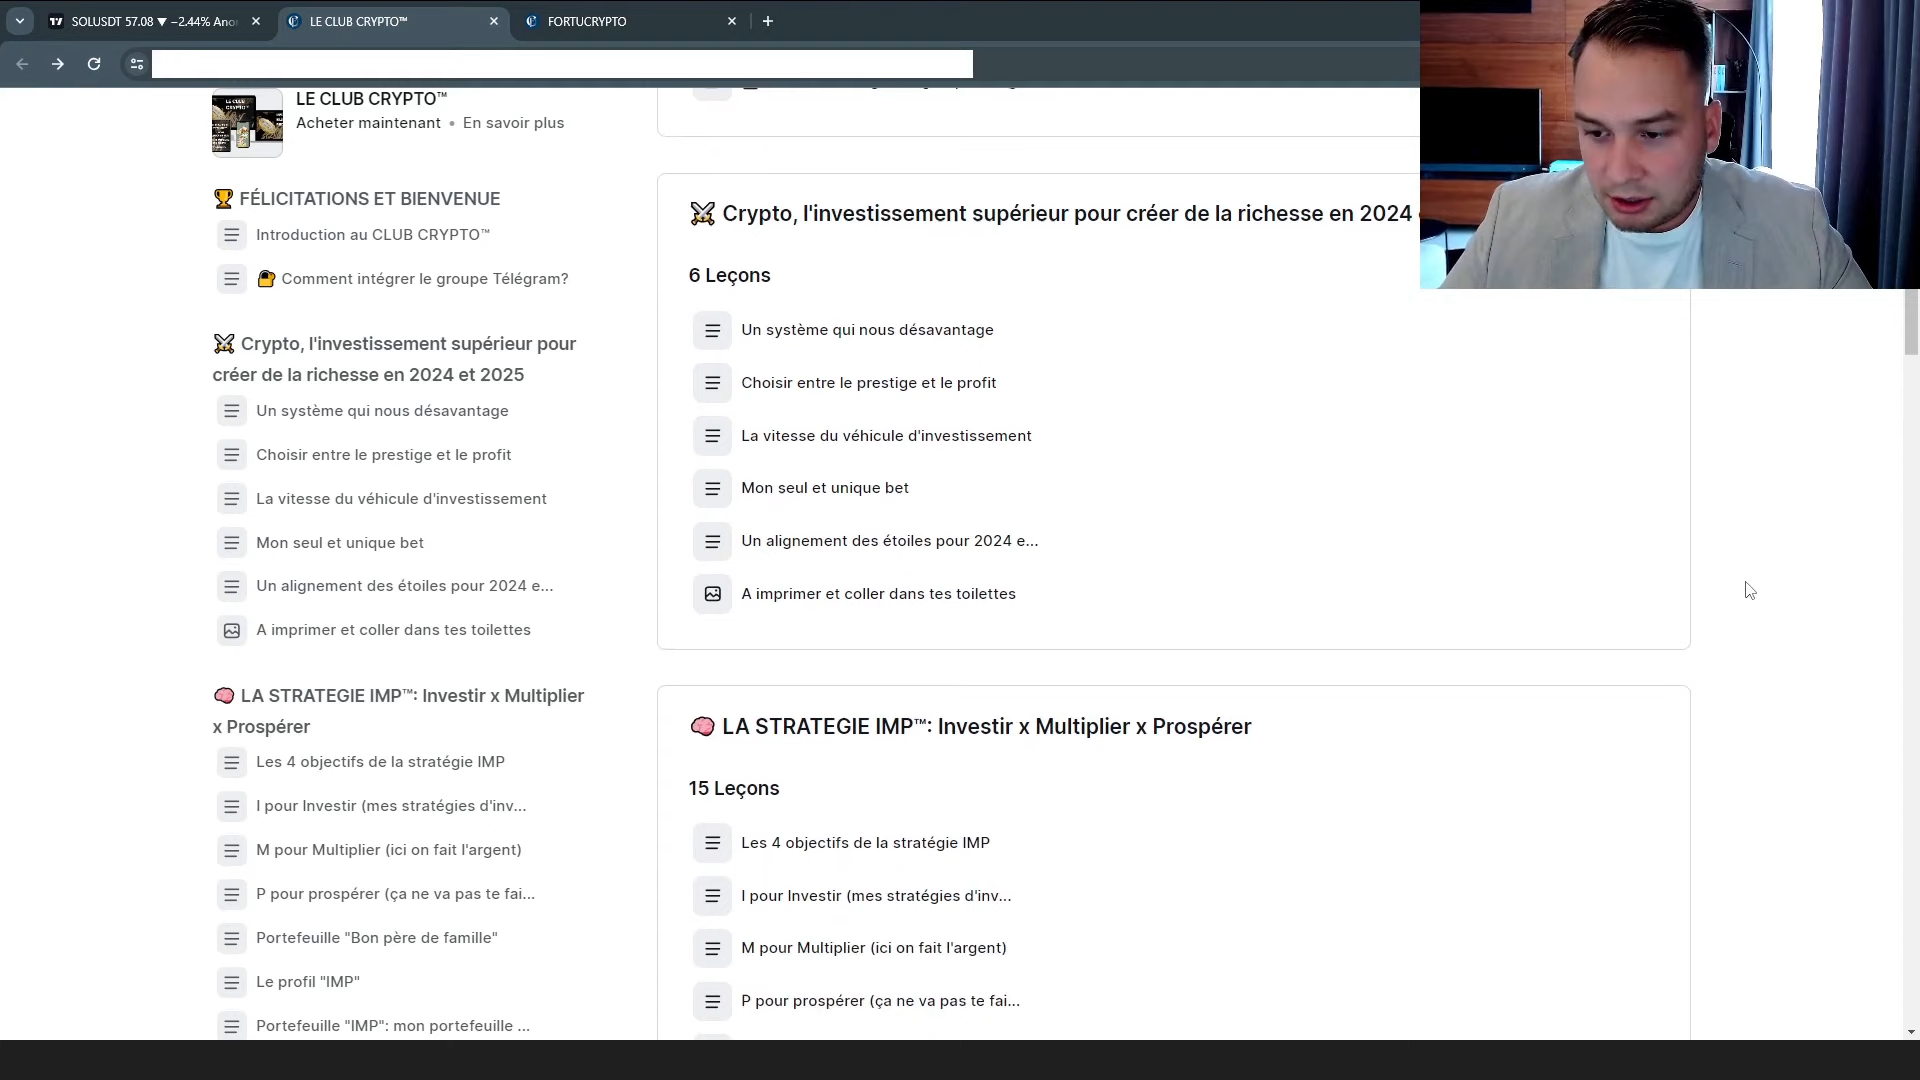 SOLUSDT 57.08 ▼ −2.44% Ano
LE CLUB CRYPTO™
FORTUCRYPTO
LE CLUB CRYPTO™
Acheter maintenant • En savoir plus
🏆 FÉLICITATIONS ET BIENVENUE
Introduction au CLUB CRYPTO™
🔐 Comment intégrer le groupe Télégram?
⚔️ Crypto, l'investissement supérieur pour
créer de la richesse en 2024 et 2025
Un système qui nous désavantage
Choisir entre le prestige et le profit
La vitesse du véhicule d'investissement
Mon seul et unique bet
Un alignement des étoiles pour 2024 e...
A imprimer et coller dans tes toilettes
🧠 LA STRATEGIE IMP™: Investir x Multiplier
x Prospérer
Les 4 objectifs de la stratégie IMP
I pour Investir (mes stratégies d'inv...
M pour Multiplier (ici on fait l'argent)
P pour prospérer (ça ne va pas te fai...
Portefeuille "Bon père de famille"
Le profil "IMP"
Portefeuille "IMP": mon portefeuille ...
⚔️ Crypto, l'investissement supérieur pour créer de la richesse en 2024
6 Leçons
Un système qui nous désavantage
Choisir entre le prestige et le profit
La vitesse du véhicule d'investissement
Mon seul et unique bet
Un alignement des étoiles pour 2024 e...
A imprimer et coller dans tes toilettes
🧠 LA STRATEGIE IMP™: Investir x Multiplier x Prospérer
15 Leçons
Les 4 objectifs de la stratégie IMP
I pour Investir (mes stratégies d'inv...
M pour Multiplier (ici on fait l'argent)
P pour prospérer (ça ne va pas te fai...